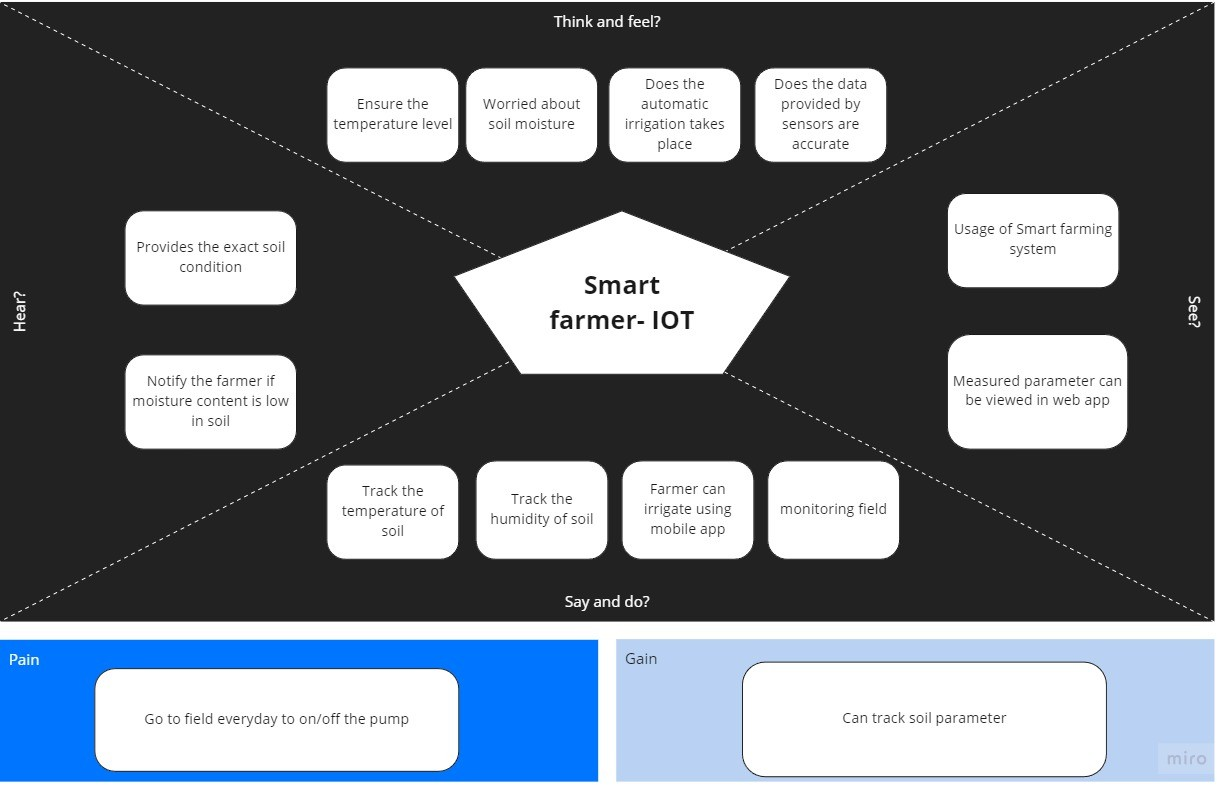 Think and feel?
Ensure the
temperature level
Worried about
soil moisture
Does the
automatic
irrigation takes
place
Does the data
provided by
sensors are
accurate
Hear?
Provides the exact soil
condition
Notify the farmer if
moisture content is low
in soil
Smart
farmer- IOT
See?
Usage of Smart farming
system
Measured parameter can
be viewed in web app
Track the
temperature of
soil
Track the
humidity of soil
Farmer can
irrigate using
mobile app
monitoring field
Say and do?
Pain
Go to field everyday to on/off the pump
Gain
Can track soil parameter
miro